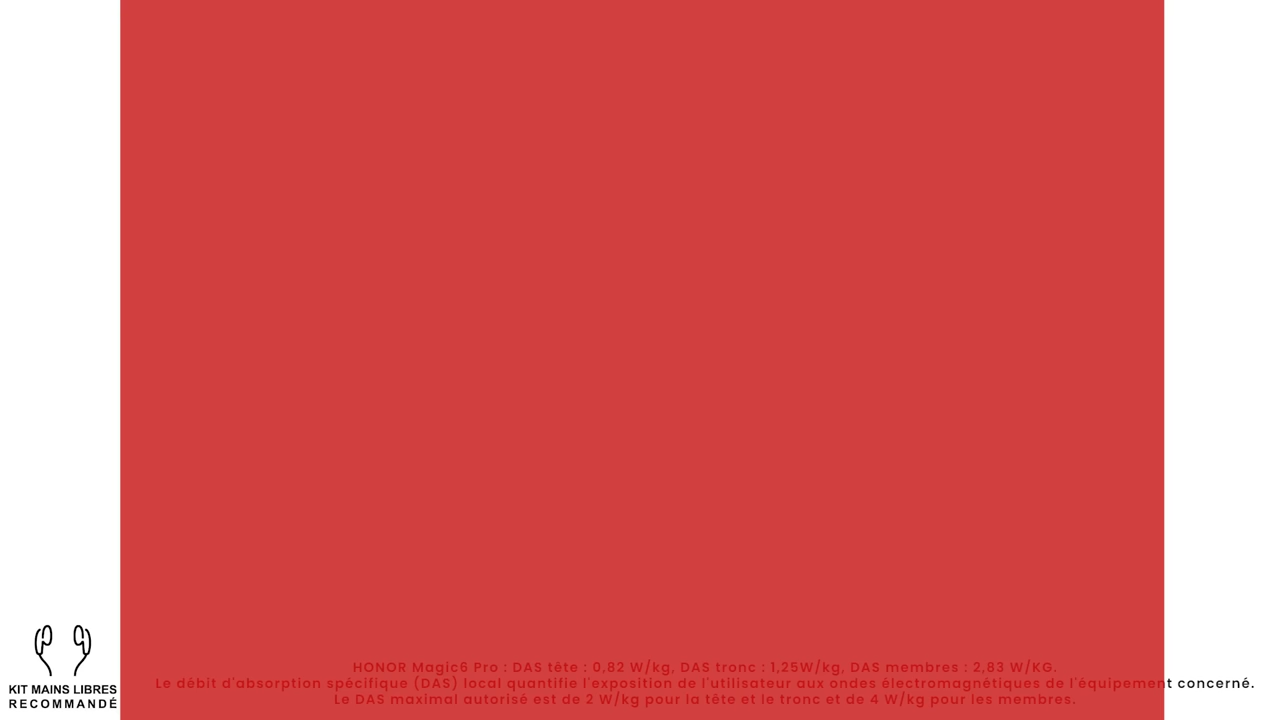 HONOR Magic6 Pro : DAS tête : 0,82 W/kg, DAS tronc : 1,25W/kg, DAS membres : 2,83 W/KG.
Le débit d'absorption spécifique (DAS) local quantifie l'exposition de l'utilisateur aux ondes électromagnétiques de l'équipement concerné.
Le DAS maximal autorisé est de 2 W/kg pour la tête et le tronc et de 4 W/kg pour les membres.
KIT MAINS LIBRES
RECOMMANDÉ